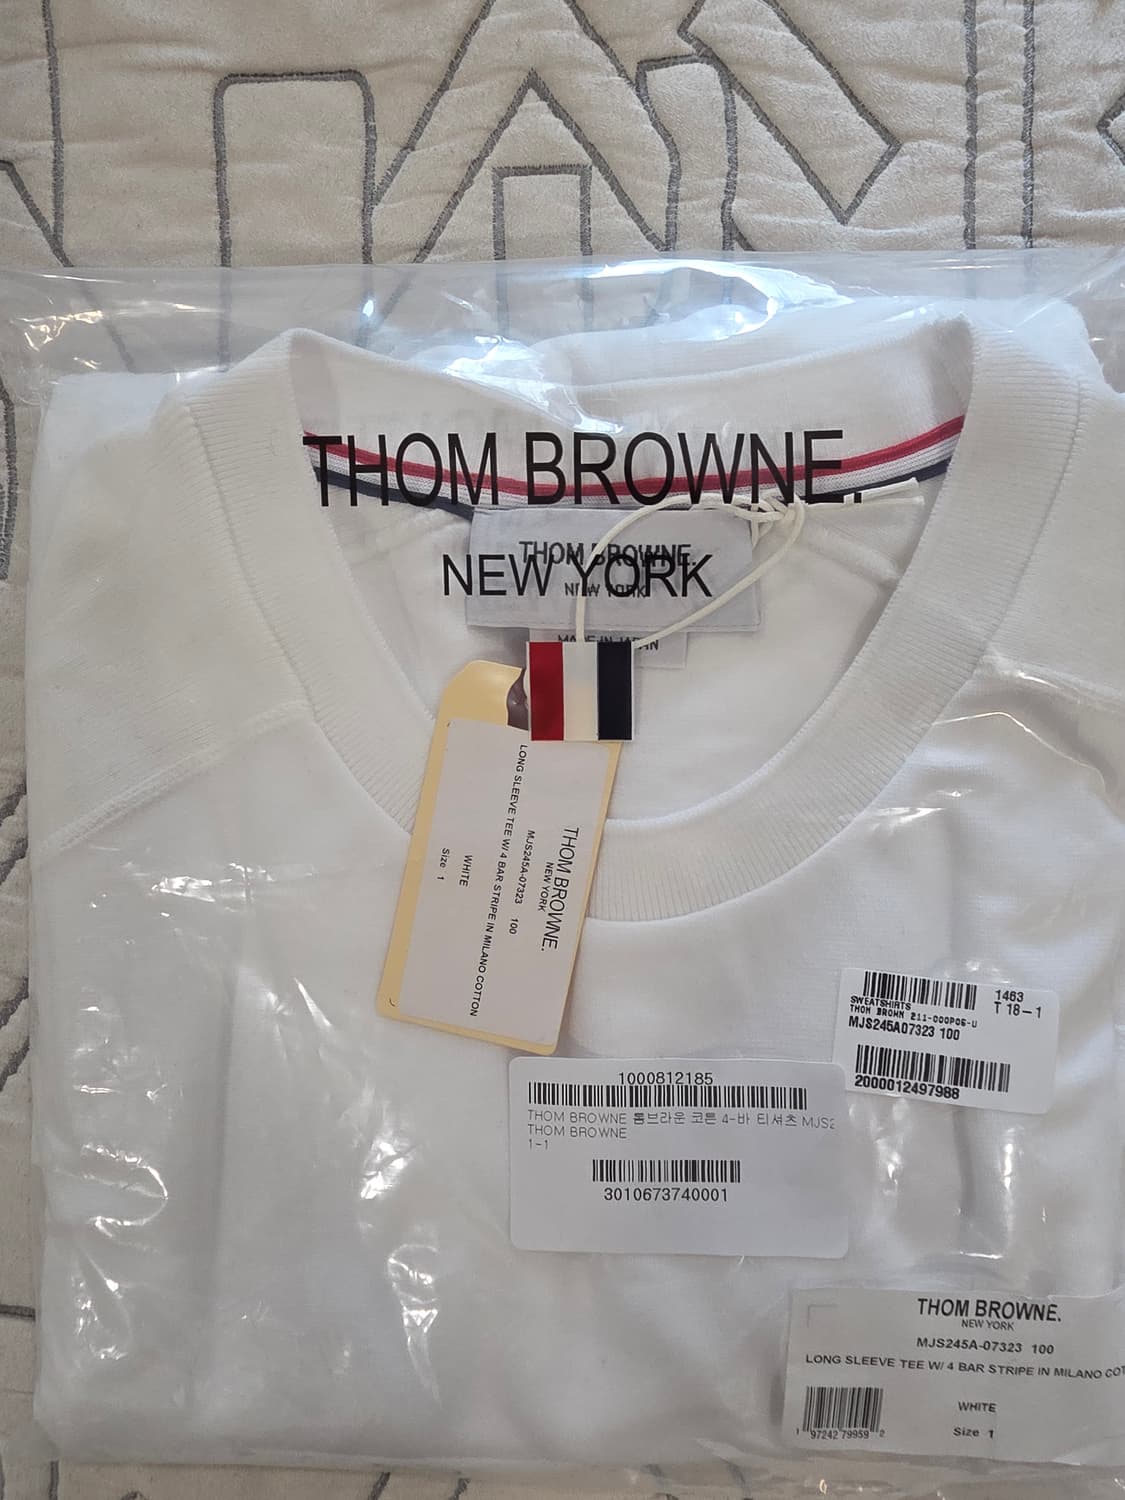 THOM BROWNE.
NEW YORK
THOM BROWNE.
NEW YORK
MADE IN JAPAN
THOM BROWNE.
NEW YORK
MJS245A-07323 100
LONG SLEEVE TEE W/ 4 BAR STRIPE IN MILANO COTTON
WHITE
Size 1
SWEATSHIRTS
THOM BROWN 211-000P06-U
MJS245A07323 100
1463
T 18-1
2000012497988
1000812185
THOM BROWNE 톰브라운 코튼 4-바 티셔츠 MJS2
THOM BROWNE
1-1
3010673740001
THOM BROWNE.
NEW YORK
MJS245A-07323 100
LONG SLEEVE TEE W/ 4 BAR STRIPE IN MILANO COT
WHITE
Size 1
1 97242 79959 2